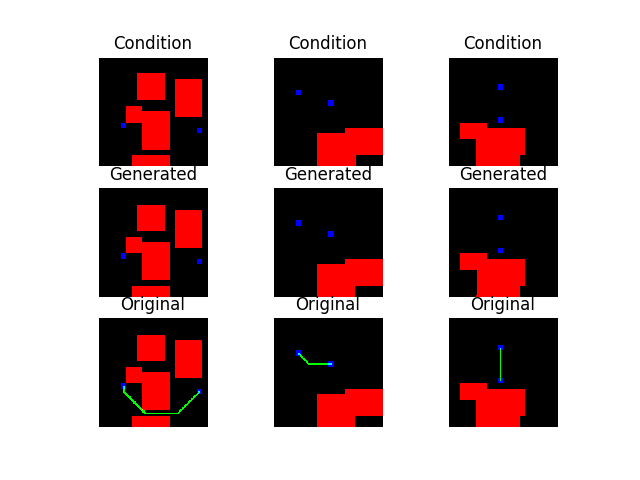 Condition Condition Condition
Generated Generated Generated
Original Original Original